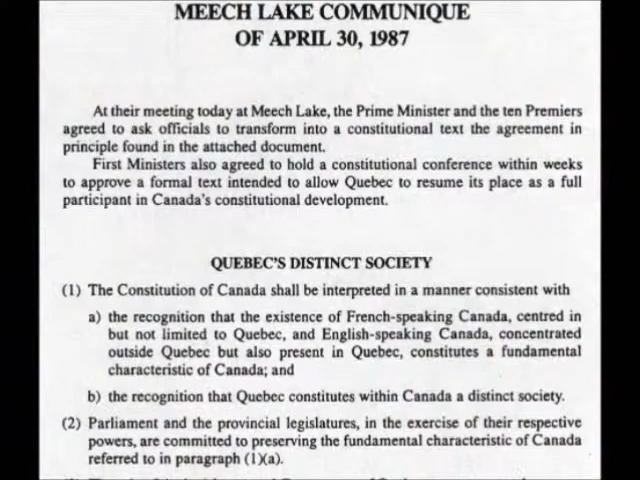 MEECH LAKE COMMUNIQUE
OF APRIL 30, 1987
At their meeting today at Meech Lake, the Prime Minister and the ten Premiers
agreed to ask officials to transform into a constitutional text the agreement in
principle found in the attached document.
First Ministers also agreed to hold a constitutional conference within weeks
to approve a formal text intended to allow Quebec to resume its place as a full
participant in Canada's constitutional development.
QUEBEC'S DISTINCT SOCIETY
(1) The Constitution of Canada shall be interpreted in a manner consistent with
a) the recognition that the existence of French-speaking Canada, centred in
but not limited to Quebec, and English-speaking Canada, concentrated
outside Quebec but also present in Quebec, constitutes a fundamental
characteristic of Canada; and
b) the recognition that Quebec constitutes within Canada a distinct society.
(2) Parliament and the provincial legislatures, in the exercise of their respective
powers, are committed to preserving the fundamental characteristic of Canada
referred to in paragraph (1)(a).